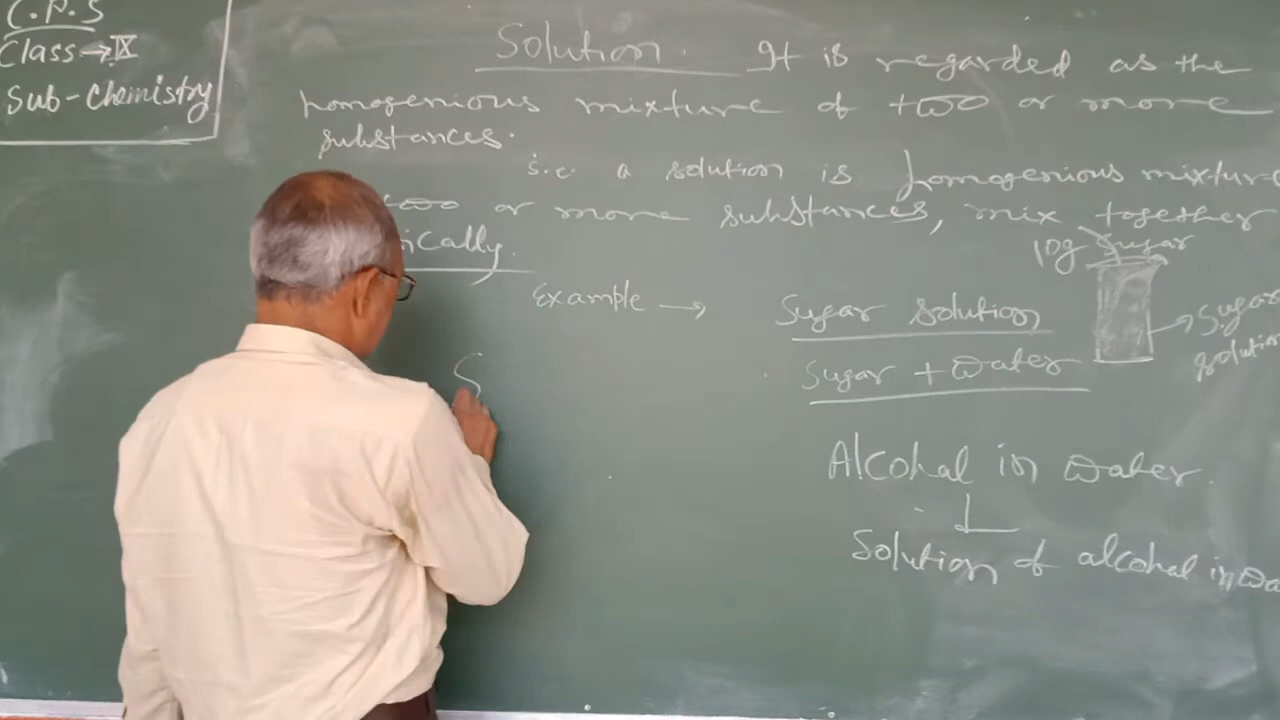 C.P.S
Class → IX
Sub - Chemistry
Solution. It is regarded as the
homogenious mixture of two or more
substances.
i.e. a solution is homogenious mixture
two or more substances, mix together
ically.
10g Sugar
Example → Sugar solution
Sugar + Water
→ Sugar
solution
S
Alcohal in water.
Solution of alcohal in wa